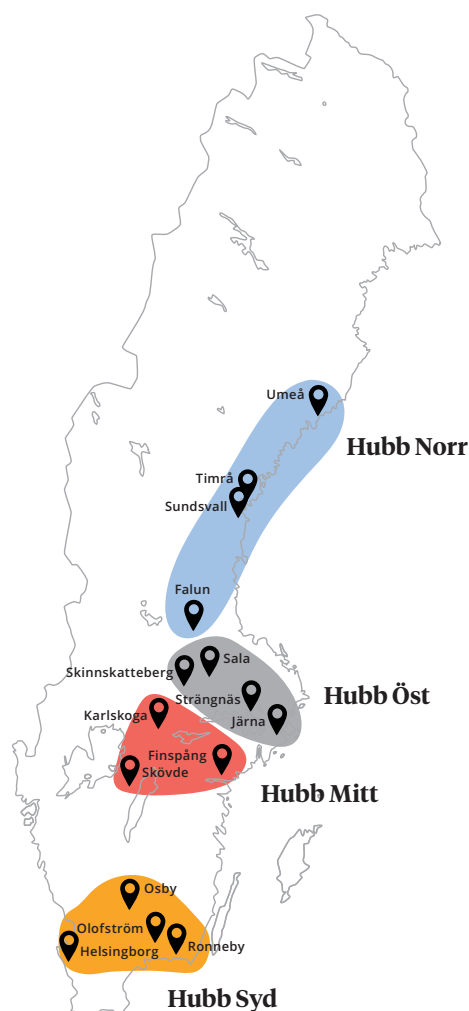 Umeå
Hubb Norr
Timrå
Sundsvall
Falun
Sala
Skinnskatteberg
Strängnäs
Hubb Öst
Järna
Karlskoga
Finspång
Skövde
Hubb Mitt
Osby
Olofström
Ronneby
Helsingborg
Hubb Syd